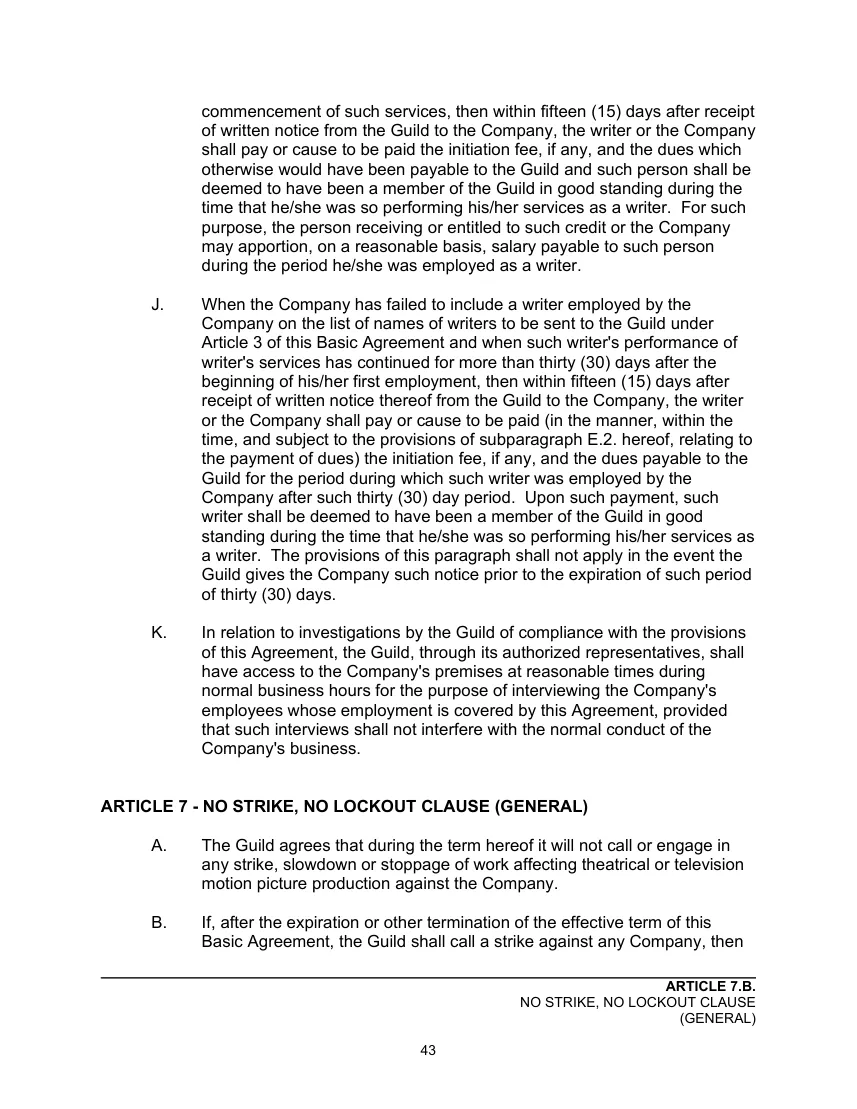 commencement of such services, then within fifteen (15) days after receipt
of written notice from the Guild to the Company, the writer or the Company
shall pay or cause to be paid the initiation fee, if any, and the dues which
otherwise would have been payable to the Guild and such person shall be
deemed to have been a member of the Guild in good standing during the
time that he/she was so performing his/her services as a writer.  For such
purpose, the person receiving or entitled to such credit or the Company
may apportion, on a reasonable basis, salary payable to such person
during the period he/she was employed as a writer.
J. When the Company has failed to include a writer employed by the
Company on the list of names of writers to be sent to the Guild under
Article 3 of this Basic Agreement and when such writer's performance of
writer's services has continued for more than thirty (30) days after the
beginning of his/her first employment, then within fifteen (15) days after
receipt of written notice thereof from the Guild to the Company, the writer
or the Company shall pay or cause to be paid (in the manner, within the
time, and subject to the provisions of subparagraph E.2. hereof, relating to
the payment of dues) the initiation fee, if any, and the dues payable to the
Guild for the period during which such writer was employed by the
Company after such thirty (30) day period.  Upon such payment, such
writer shall be deemed to have been a member of the Guild in good
standing during the time that he/she was so performing his/her services as
a writer.  The provisions of this paragraph shall not apply in the event the
Guild gives the Company such notice prior to the expiration of such period
of thirty (30) days.
K. In relation to investigations by the Guild of compliance with the provisions
of this Agreement, the Guild, through its authorized representatives, shall
have access to the Company's premises at reasonable times during
normal business hours for the purpose of interviewing the Company's
employees whose employment is covered by this Agreement, provided
that such interviews shall not interfere with the normal conduct of the
Company's business.
ARTICLE 7 - NO STRIKE, NO LOCKOUT CLAUSE (GENERAL)
A. The Guild agrees that during the term hereof it will not call or engage in
any strike, slowdown or stoppage of work affecting theatrical or television
motion picture production against the Company.
B. If, after the expiration or other termination of the effective term of this
Basic Agreement, the Guild shall call a strike against any Company, then
ARTICLE 7.B.
NO STRIKE, NO LOCKOUT CLAUSE
(GENERAL)
43